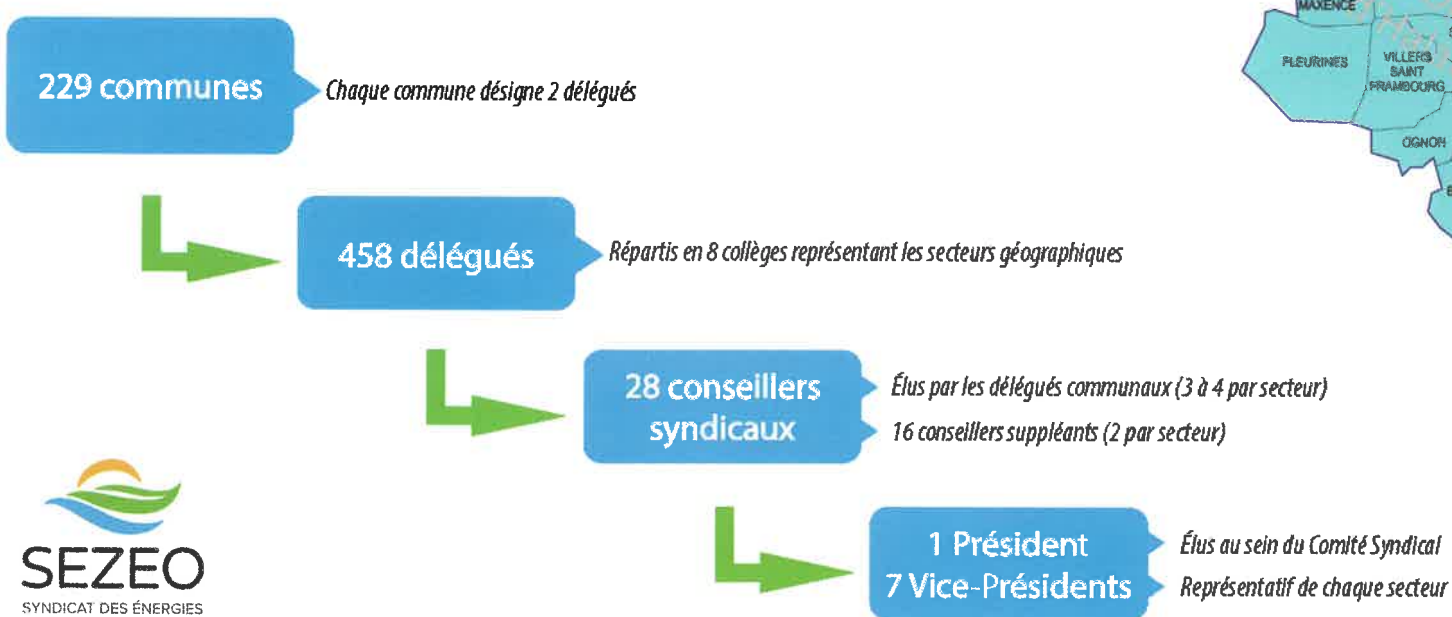 229 communes
Chaque commune désigne 2 délégués
458 délégués
Répartis en 8 collèges représentant les secteurs géographiques
28 conseillers
syndicaux
Élus par les délégués communaux (3 à 4 par secteur)
16 conseillers suppléants (2 par secteur)
1 Président
7 Vice-Présidents
Élus au sein du Comité Syndical
Représentatif de chaque secteur
SEZEO
SYNDICAT DES ÉNERGIES
MAXENCE
FLEURINES
VILLERS
SAINT
FRAMBOURG
OGNON